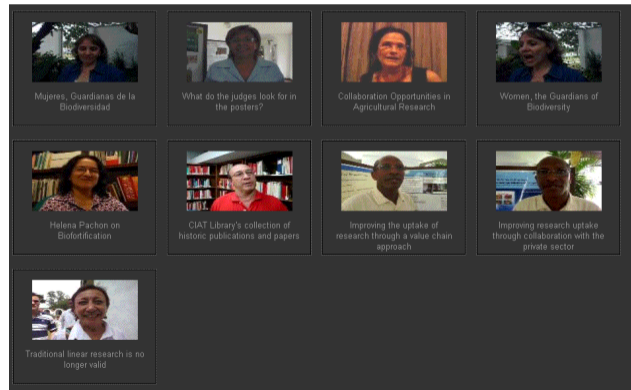 Mujeres, Guardianas de la
Biodiversidad
What do the judges look for in
the posters?
Collaboration Opportunities in
Agricultural Research
Women, the Guardians of
Biodiversity
Helena Pachon on
Biofortification
CIAT Library's collection of
historic publications and papers
Improving the uptake of
research through a value chain
approach
Improving research uptake
through collaboration with the
private sector
Traditional linear research is no
longer valid